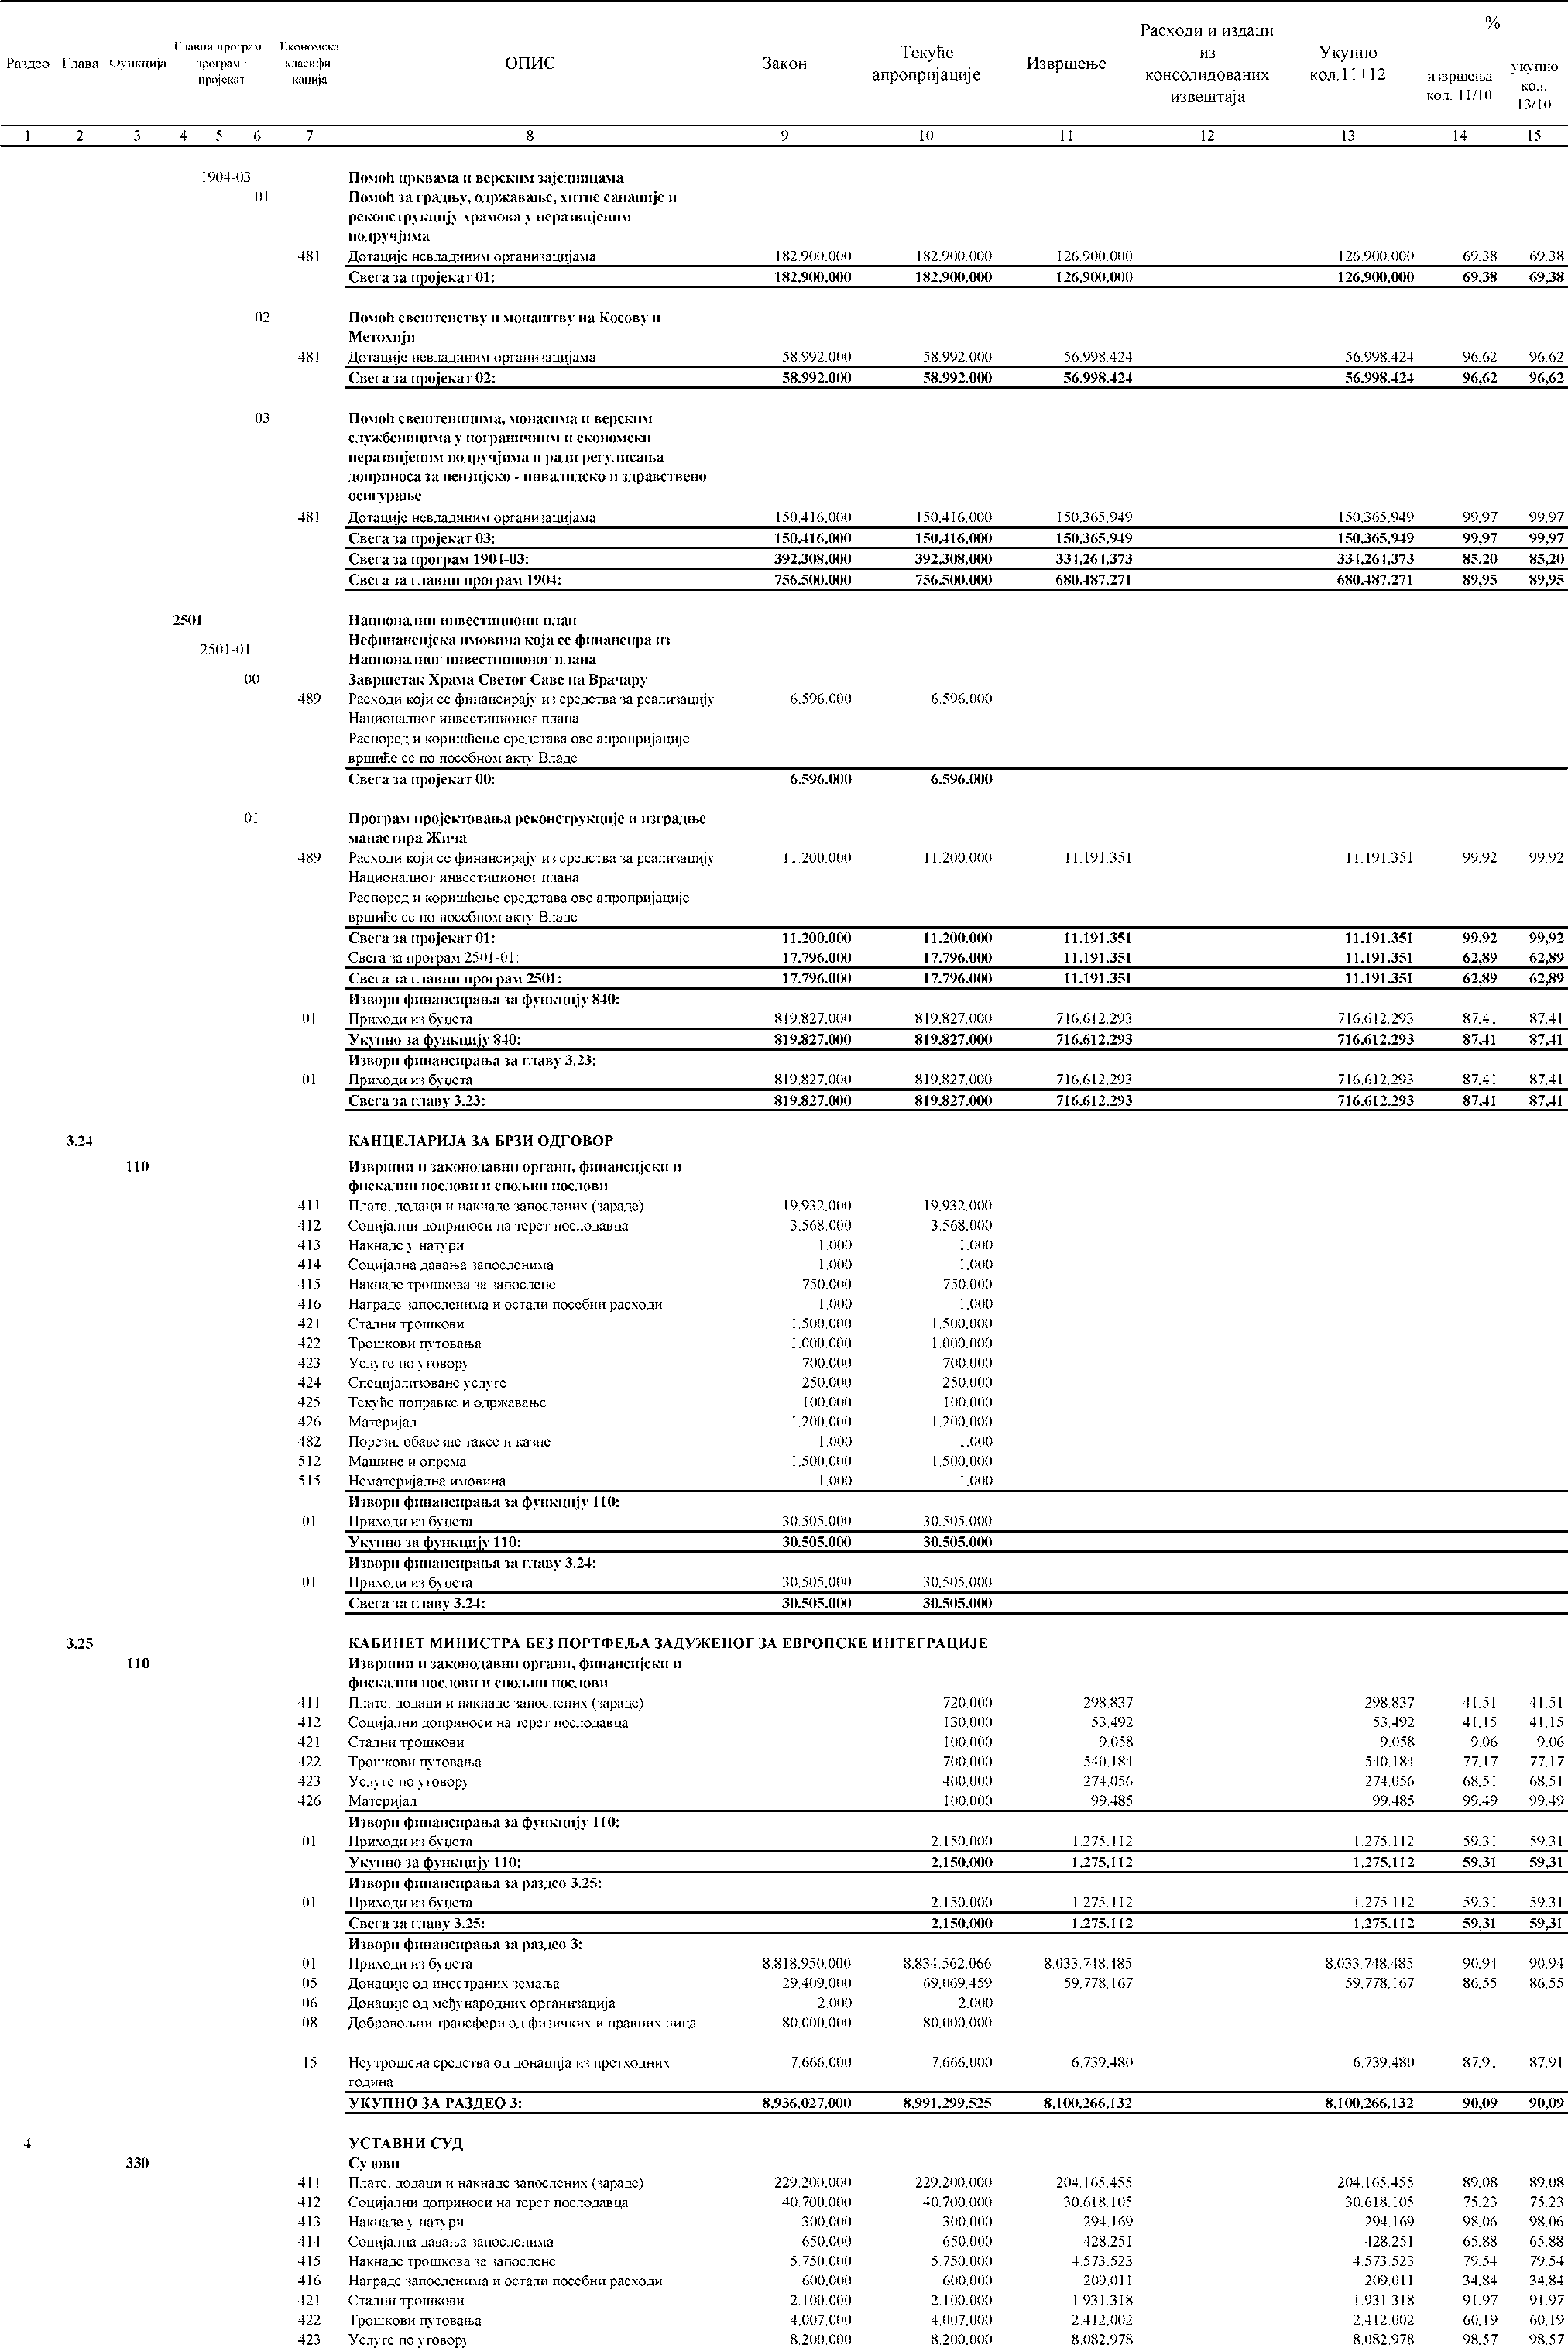 Раздео Глава Функција Главни програм - програм - пројекат Економска класифи-кација ОПИС Закон Текуће апропријације Извршење Расходи и издаци из консолидованих извештаја Укупно кол.11+12 % извршења кол. 11/10 укупно кол. 13/10
1 2 3 4 5 6 7 8 9 10 11 12 13 14 15
1904-03 Помоћ црквама и верским заједницама
01 Помоћ за градњу, одржавање, хитне санације и
реконструкцију храмова у неразвијеним
подручјима
481 Дотације невладиним организацијама 182.900.000 182.900.000 126.900.000 126.900.000 69,38 69,38
Свега за пројекат 01: 182.900.000 182.900.000 126.900.000 126.900.000 69,38 69,38
02 Помоћ свештенству и монаштву на Косову и
Метохији
481 Дотације невладиним организацијама 58.992.000 58.992.000 56.998.424 56.998.424 96,62 96,62
Свега за пројекат 02: 58.992.000 58.992.000 56.998.424 56.998.424 96,62 96,62
03 Помоћ свештеницима, монасима и верским
службеницима у пограничним и економски
неразвијеним подручјима и ради регулисања
доприноса за пензијско - инвалидско и здравствено
осигурање
481 Дотације невладиним организацијама 150.416.000 150.416.000 150.365.949 150.365.949 99,97 99,97
Свега за пројекат 03: 150.416.000 150.416.000 150.365.949 150.365.949 99,97 99,97
Свега за програм 1904-03: 392.308.000 392.308.000 334.264.373 334.264.373 85,20 85,20
Свега за главни програм 1904: 756.500.000 756.500.000 680.487.271 680.487.271 89,95 89,95
2501 Национални инвестициони план
2501-01 Нефинансијска имовина која се финансира из
Националног инвестиционог плана
00 Завршетак Храма Светог Саве на Врачару
489 Расходи који се финансирају из средства за реализацију 6.596.000 6.596.000
Националног инвестиционог плана
Распоред и коришћење средстава ове апропријације
вршиће се по посебном акту Владе
Свега за пројекат 00: 6.596.000 6.596.000
01 Програм пројектовања реконструкције и изградње
манастира Жича
489 Расходи који се финансирају из средства за реализацију 11.200.000 11.200.000 11.191.351 11.191.351 99,92 99,92
Националног инвестиционог плана
Распоред и коришћење средстава ове апропријације
вршиће се по посебном акту Владе
Свега за пројекат 01: 11.200.000 11.200.000 11.191.351 11.191.351 99,92 99,92
Свега за програм 2501-01: 17.796.000 17.796.000 11.191.351 11.191.351 62,89 62,89
Свега за главни програм 2501: 17.796.000 17.796.000 11.191.351 11.191.351 62,89 62,89
Извори финансирања за функцију 840:
01 Приходи из буџета 819.827.000 819.827.000 716.612.293 716.612.293 87,41 87,41
Укупно за функцију 840: 819.827.000 819.827.000 716.612.293 716.612.293 87,41 87,41
Извори финансирања за главу 3.23:
01 Приходи из буџета 819.827.000 819.827.000 716.612.293 716.612.293 87,41 87,41
Свега за главу 3.23: 819.827.000 819.827.000 716.612.293 716.612.293 87,41 87,41
3.24 КАНЦЕЛАРИЈА ЗА БРЗИ ОДГОВОР
110 Извршни и законодавни органи, финансијски и
фискални послови и спољни послови
411 Плате, додаци и накнаде запослених (зараде) 19.932.000 19.932.000
412 Социјални доприноси на терет послодавца 3.568.000 3.568.000
413 Накнаде у натури 1.000 1.000
414 Социјална давања запосленима 1.000 1.000
415 Накнаде трошкова за запослене 750.000 750.000
416 Награде запосленима и остали посебни расходи 1.000 1.000
421 Стални трошкови 1.500.000 1.500.000
422 Трошкови путовања 1.000.000 1.000.000
423 Услуге по уговору 700.000 700.000
424 Специјализоване услуге 250.000 250.000
425 Текуће поправке и одржавање 100.000 100.000
426 Материјал 1.200.000 1.200.000
482 Порези, обавезне таксе и казне 1.000 1.000
512 Машине и опрема 1.500.000 1.500.000
515 Нематеријална имовина 1.000 1.000
Извори финансирања за функцију 110:
01 Приходи из буџета 30.505.000 30.505.000
Укупно за функцију 110: 30.505.000 30.505.000
Извори финансирања за главу 3.24:
01 Приходи из буџета 30.505.000 30.505.000
Свега за главу 3.24: 30.505.000 30.505.000
3.25 КАБИНЕТ МИНИСТРА БЕЗ ПОРТФЕЉА ЗАДУЖЕНОГ ЗА ЕВРОПСКЕ ИНТЕГРАЦИЈЕ
110 Извршни и законодавни органи, финансијски и
фискални послови и спољни послови
411 Плате, додаци и накнаде запослених (зараде) 720.000 298.837 298.837 41,51 41,51
412 Социјални доприноси на терет послодавца 130.000 53.492 53.492 41,15 41,15
421 Стални трошкови 100.000 9.058 9.058 9,06 9,06
422 Трошкови путовања 700.000 540.184 540.184 77,17 77,17
423 Услуге по уговору 400.000 274.056 274.056 68,51 68,51
426 Материјал 100.000 99.485 99.485 99,49 99,49
Извори финансирања за функцију 110:
01 Приходи из буџета 2.150.000 1.275.112 1.275.112 59,31 59,31
Укупно за функцију 110: 2.150.000 1.275.112 1.275.112 59,31 59,31
Извори финансирања за раздео 3.25:
01 Приходи из буџета 2.150.000 1.275.112 1.275.112 59,31 59,31
Свега за главу 3.25: 2.150.000 1.275.112 1.275.112 59,31 59,31
Извори финансирања за раздео 3:
01 Приходи из буџета 8.818.950.000 8.834.562.066 8.033.748.485 8.033.748.485 90,94 90,94
05 Донације од иностраних земаља 29.409.000 69.069.459 59.778.167 59.778.167 86,55 86,55
06 Донације од међународних организација 2.000 2.000
08 Добровољни трансфери од физичких и правних лица 80.000.000 80.000.000
15 Неутрошена средства од донација из претходних 7.666.000 7.666.000 6.739.480 6.739.480 87,91 87,91
година
УКУПНО ЗА РАЗДЕО 3: 8.936.027.000 8.991.299.525 8.100.266.132 8.100.266.132 90,09 90,09
4 УСТАВНИ СУД
330 Судови
411 Плате, додаци и накнаде запослених (зараде) 229.200.000 229.200.000 204.165.455 204.165.455 89,08 89,08
412 Социјални доприноси на терет послодавца 40.700.000 40.700.000 30.618.105 30.618.105 75,23 75,23
413 Накнаде у натури 300.000 300.000 294.169 294.169 98,06 98,06
414 Социјална давања запосленима 650.000 650.000 428.251 428.251 65,88 65,88
415 Накнаде трошкова за запослене 5.750.000 5.750.000 4.573.523 4.573.523 79,54 79,54
416 Награде запосленима и остали посебни расходи 600.000 600.000 209.011 209.011 34,84 34,84
421 Стални трошкови 2.100.000 2.100.000 1.931.318 1.931.318 91,97 91,97
422 Трошкови путовања 4.007.000 4.007.000 2.412.002 2.412.002 60,19 60,19
423 Услуге по уговору 8.200.000 8.200.000 8.082.978 8.082.978 98,57 98,57